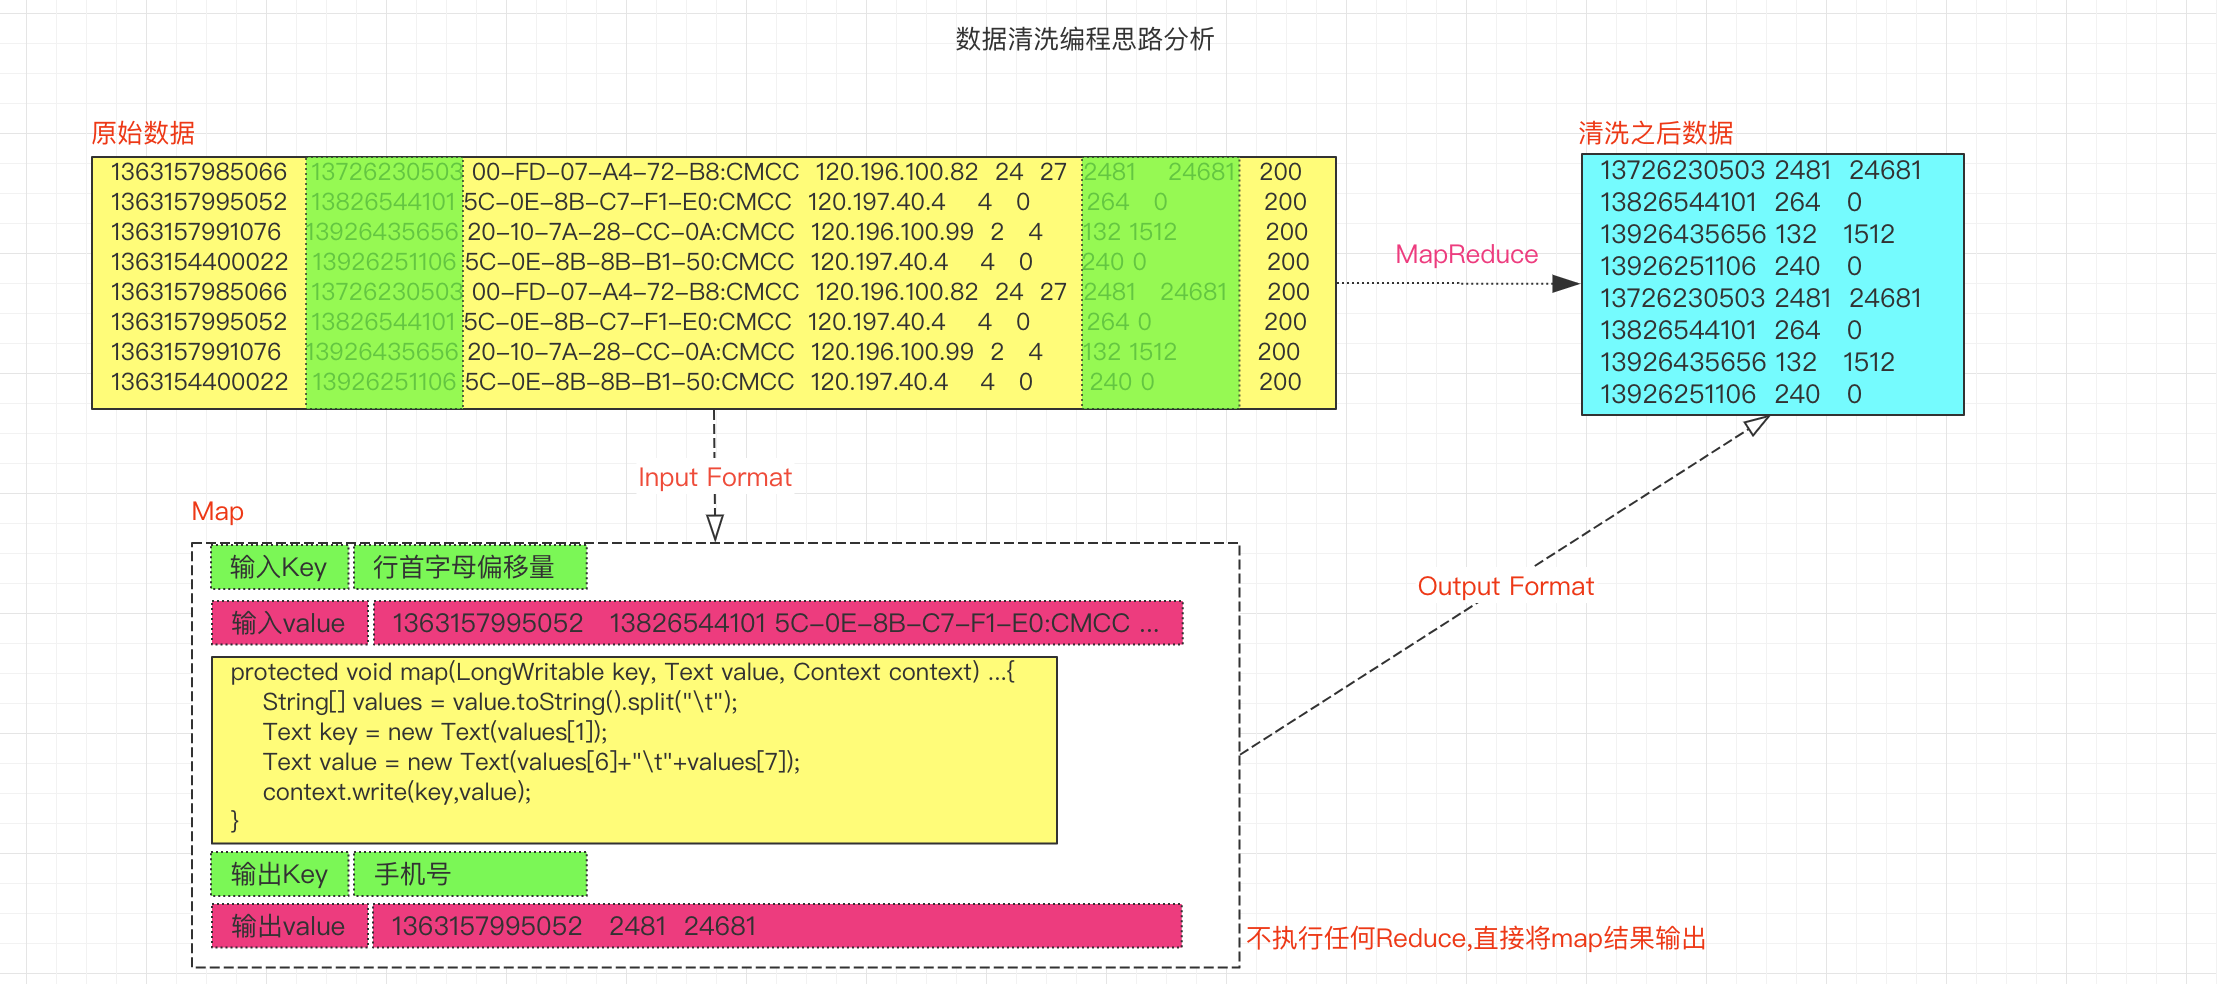 数据清洗编程思路分析
原始数据
1363157985066 13726230503 00-FD-07-A4-72-B8:CMCC 120.196.100.82 24 27 2481 24681 200
1363157995052 13826544101 5C-0E-8B-C7-F1-E0:CMCC 120.197.40.4 4 0 264 0 200
1363157991076 13926435656 20-10-7A-28-CC-0A:CMCC 120.196.100.99 2 4 132 1512 200
1363154400022 13926251106 5C-0E-8B-8B-B1-50:CMCC 120.197.40.4 4 0 240 0 200
1363157985066 13726230503 00-FD-07-A4-72-B8:CMCC 120.196.100.82 24 27 2481 24681 200
1363157995052 13826544101 5C-0E-8B-C7-F1-E0:CMCC 120.197.40.4 4 0 264 0 200
1363157991076 13926435656 20-10-7A-28-CC-0A:CMCC 120.196.100.99 2 4 132 1512 200
1363154400022 13926251106 5C-0E-8B-8B-B1-50:CMCC 120.197.40.4 4 0 240 0 200
MapReduce
清洗之后数据
13726230503 2481 24681
13826544101 264 0
13926435656 132 1512
13926251106 240 0
13726230503 2481 24681
13826544101 264 0
13926435656 132 1512
13926251106 240 0
Input Format
Map
输入Key 行首字母偏移量
输入value 1363157995052 13826544101 5C-0E-8B-C7-F1-E0:CMCC ...
protected void map(LongWritable key, Text value, Context context) ...{
String[] values = value.toString().split("\t");
Text key = new Text(values[1]);
Text value = new Text(values[6]+"\t"+values[7]);
context.write(key,value);
}
输出Key 手机号
输出value 1363157995052 2481 24681
Output Format
不执行任何Reduce,直接将map结果输出